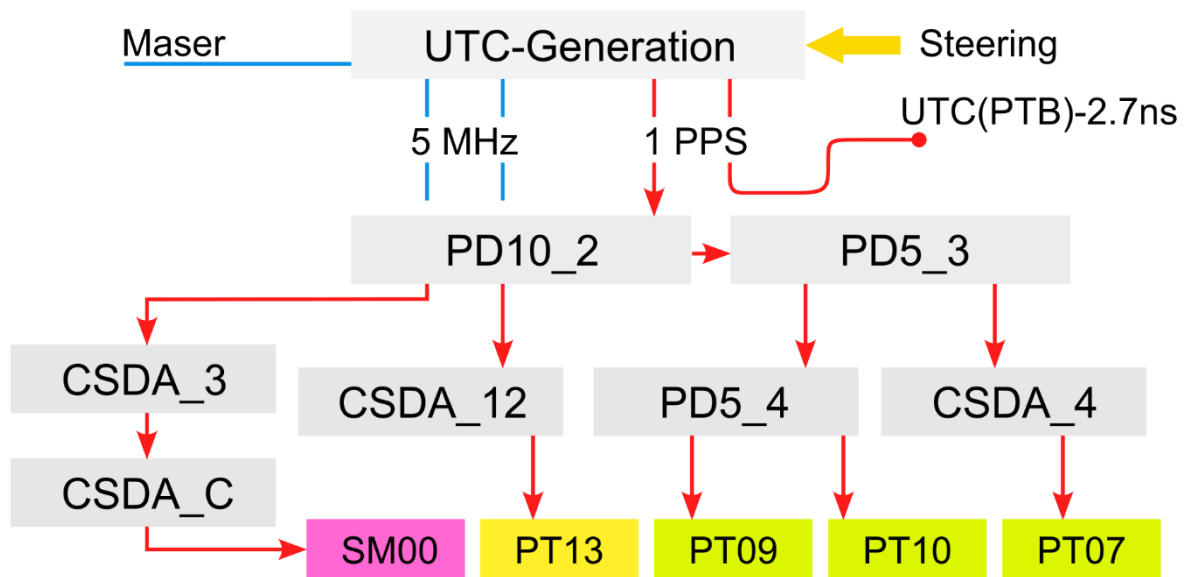 Maser
UTC-Generation
Steering
UTC(PTB)-2.7ns
5 MHz
1 PPS
PD10_2
PD5_3
CSDA_3
CSDA_12
PD5_4
CSDA_4
CSDA_C
SM00
PT13
PT09
PT10
PT07